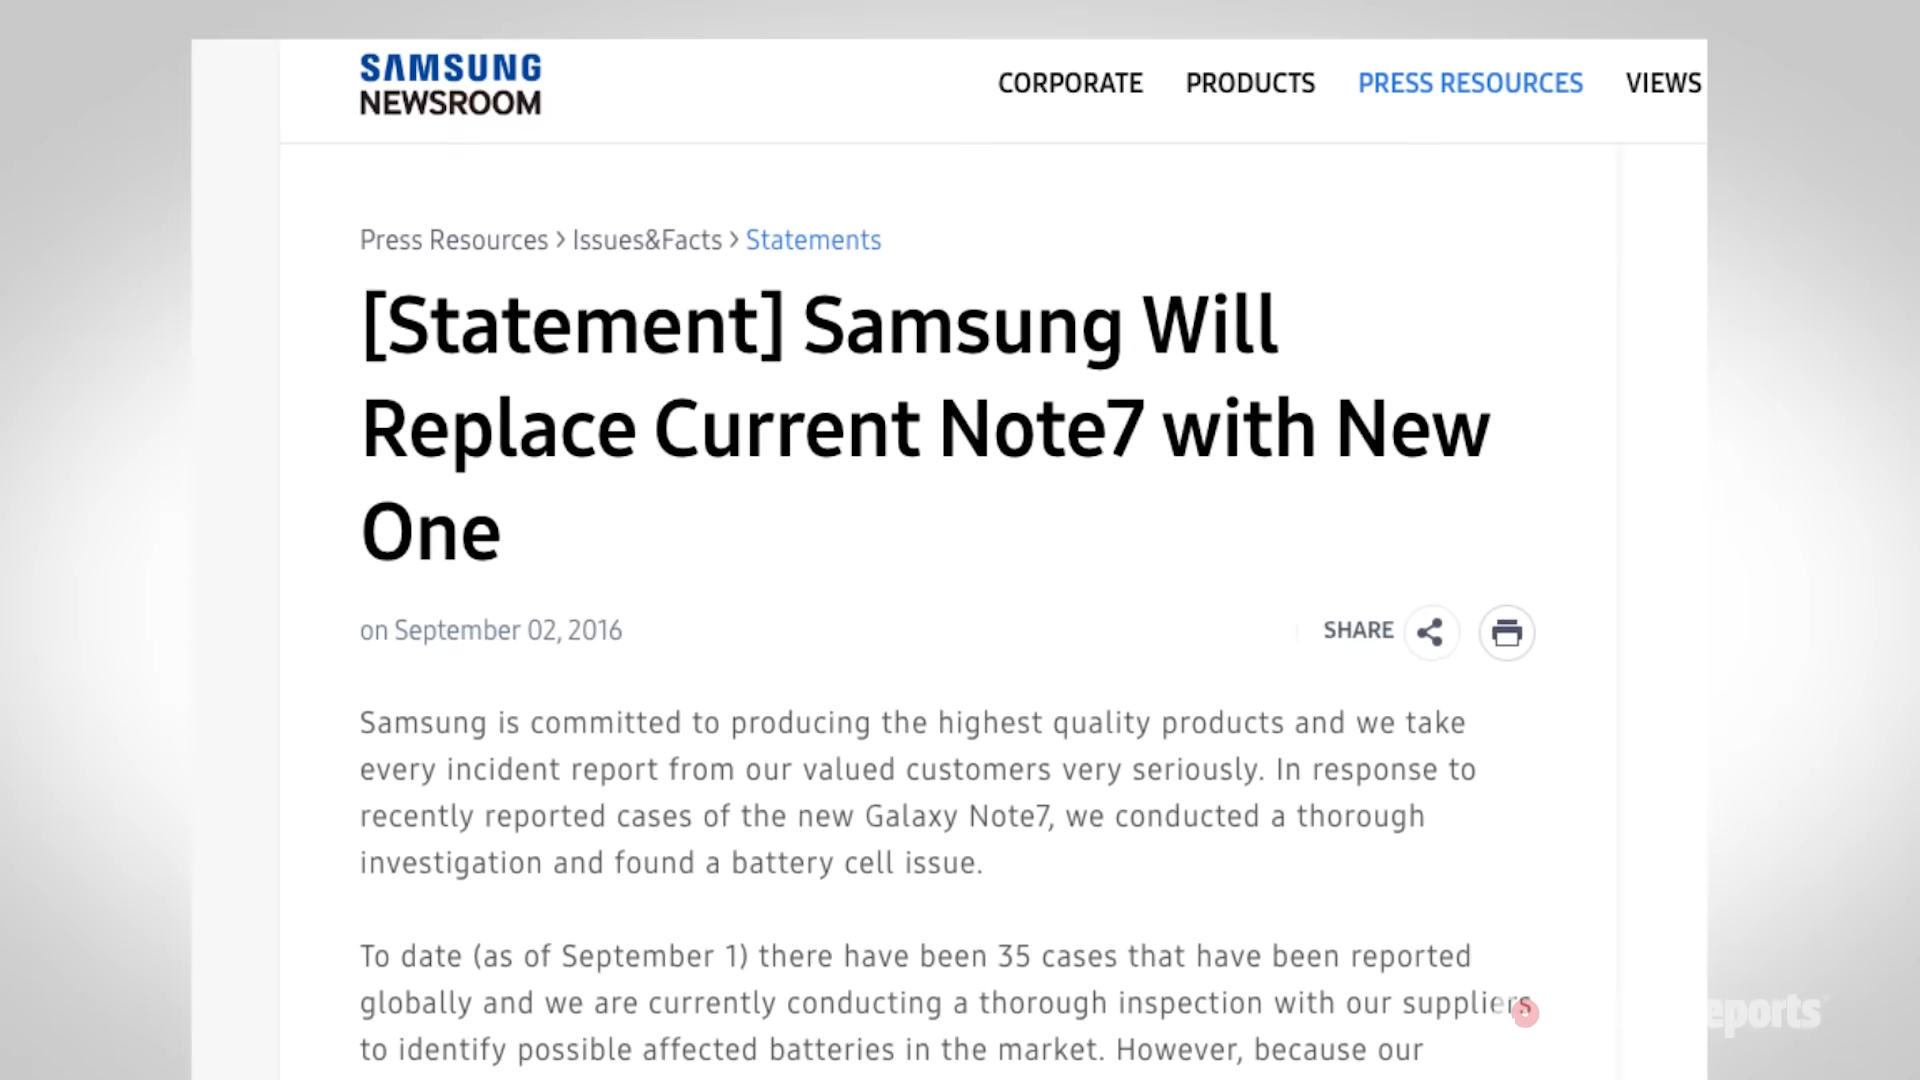 SAMSUNG
NEWSROOM
CORPORATE PRODUCTS PRESS RESOURCES VIEWS
Press Resources > Issues&Facts > Statements
[Statement] Samsung Will
Replace Current Note7 with New
One
on September 02, 2016
SHARE
Samsung is committed to producing the highest quality products and we take
every incident report from our valued customers very seriously. In response to
recently reported cases of the new Galaxy Note7, we conducted a thorough
investigation and found a battery cell issue.
To date (as of September 1) there have been 35 cases that have been reported
globally and we are currently conducting a thorough inspection with our suppliers
to identify possible affected batteries in the market. However, because our